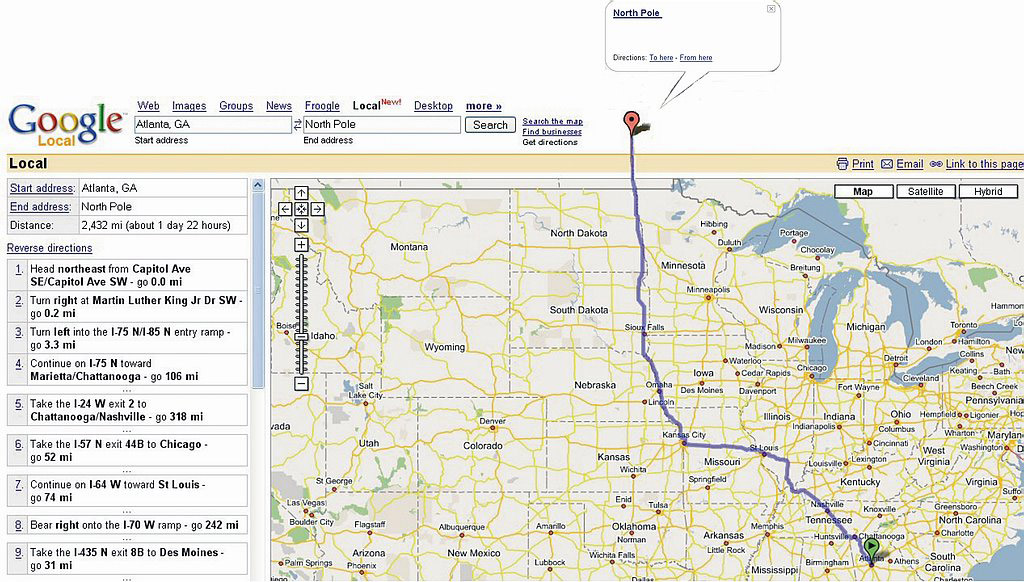 North Pole
Directions: To here - From here
Google
Local
Web Images Groups News Froogle Local New! Desktop more »
Atlanta, GA
North Pole
Search
Start address
End address
Search the map
Find businesses
Get directions
Local
Print Email Link to this page
Start address: Atlanta, GA
End address: North Pole
Distance: 2,432 mi (about 1 day 22 hours)
Reverse directions
1. Head northeast from Capitol Ave
SE/Capitol Ave SW - go 0.0 mi
2. Turn right at Martin Luther King Jr Dr SW -
go 0.2 mi
3. Turn left into the I-75 N/I-85 N entry ramp -
go 3.3 mi
4. Continue on I-75 N toward
Marietta/Chattanooga - go 106 mi
...
5. Take the I-24 W exit 2 to
Chattanooga/Nashville - go 318 mi
...
6. Take the I-57 N exit 44B to Chicago -
go 52 mi
...
7. Continue on I-64 W toward St Louis -
go 74 mi
...
8. Bear right onto the I-70 W ramp - go 242 mi
...
9. Take the I-435 N exit 8B to Des Moines -
go 31 mi
...
Map Satellite Hybrid
Hibbing
Portage
North Dakota
Duluth
Chocolay
Montana
Minnesota
Breitung
Minneapolis
South Dakota
Wisconsin
Hammon
Boise
Idaho
Sioux Falls
Michigan
Toronto
Wyoming
Madison
Milwaukee
London
Hamilton
Waterloo
Detroit
Collins
New
Salt
Lake City
Nebraska
Omaha
Iowa
Cedar Rapids
Chicago
Cleveland
Keating
Bath
Des Moines
Davenport
Fort Wayne
Beech Creek
Lincoln
Pennsylvania
vada
Denver
Illinois
Indiana
Ohio
Hempfield
Ligonier
Utah
Colorado
Kansas City
Indianapolis
Columbus
Wharton
Maryland
Kansas
St Louis
Cincinnati
West
Virginia
Washington
Missouri
Louisville
Lexington
St George
Wichita
Springfield
Kentucky
Virginia
Las Vegas
Enid
Nashville
Greensboro
Boulder City
Tulsa
Tennessee
Knoxville
North Carolina
Flagstaff
Albuquerque
Amarillo
Oklahoma
Memphis
Huntsville
Chattanooga
Charlotte
Norman
Arkansas
Arizona
New Mexico
Little Rock
Wichita Falls
Atlanta
South
Carolina
Palm Springs
Phoenix
Lubbock
Mississippi
Birmingham
Athens